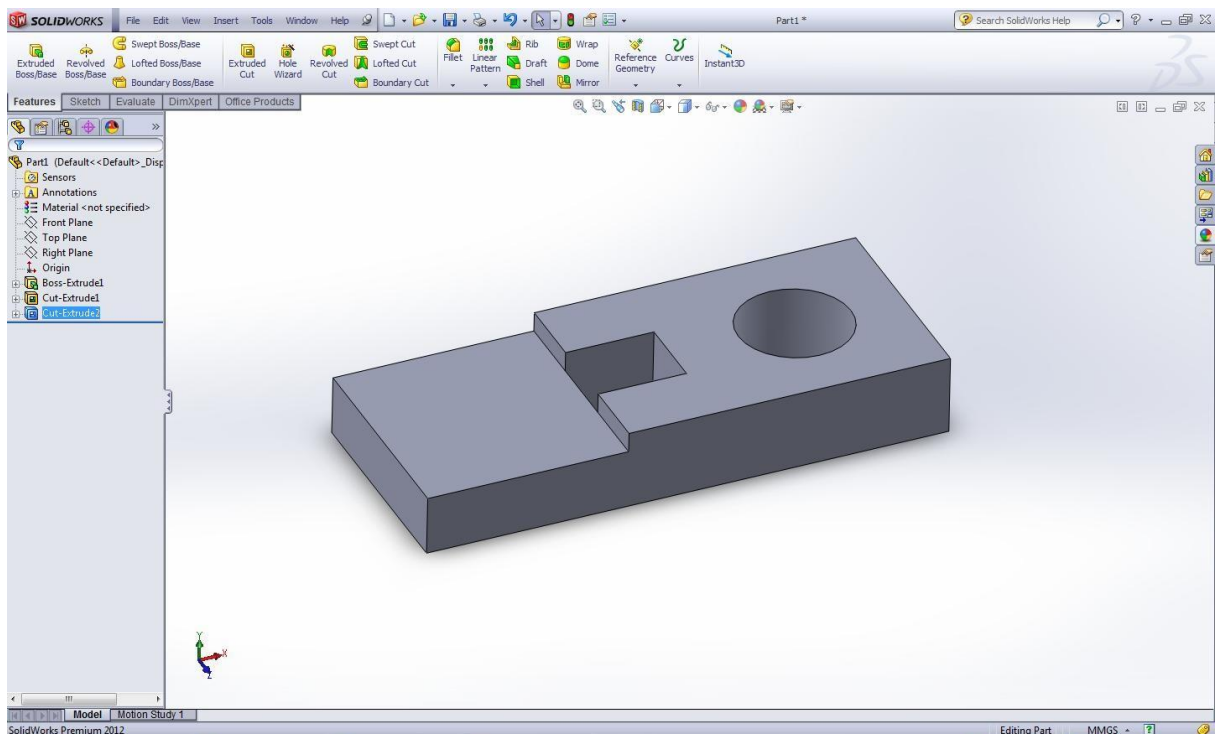 SOLIDWORKS File Edit View Insert Tools Window Help Part1 * Search SolidWorks Help
Extruded Boss/Base
Revolved Boss/Base
Swept Boss/Base
Lofted Boss/Base
Boundary Boss/Base
Extruded Cut
Hole Wizard
Revolved Cut
Swept Cut
Lofted Cut
Boundary Cut
Fillet
Linear Pattern
Rib
Draft
Shell
Wrap
Dome
Mirror
Reference Geometry
Curves
Instant3D
Features Sketch Evaluate DimXpert Office Products
Part1 (Default<<Default>_Disp
Sensors
Annotations
Material <not specified>
Front Plane
Top Plane
Right Plane
Origin
Boss-Extrude1
Cut-Extrude1
Cut-Extrude2
Y
X
Z
Model Motion Study 1
SolidWorks Premium 2012 Editing Part MMGS